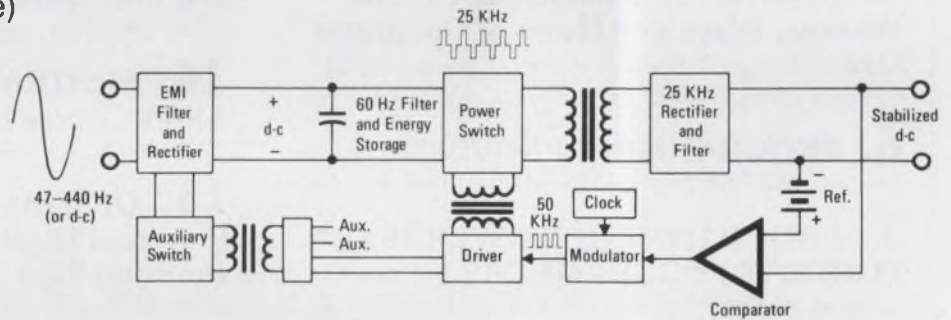 e)
25 KHz
EMI
Filter
and
Rectifier
+
d-c
−
60 Hz Filter
and Energy
Storage
Power
Switch
25 KHz
Rectifier
and
Filter
Stabilized
d-c
47–440 Hz
(or d-c)
−
Ref.
+
50
KHz
Clock
Auxiliary
Switch
Aux.
Aux.
Driver
Modulator
Comparator